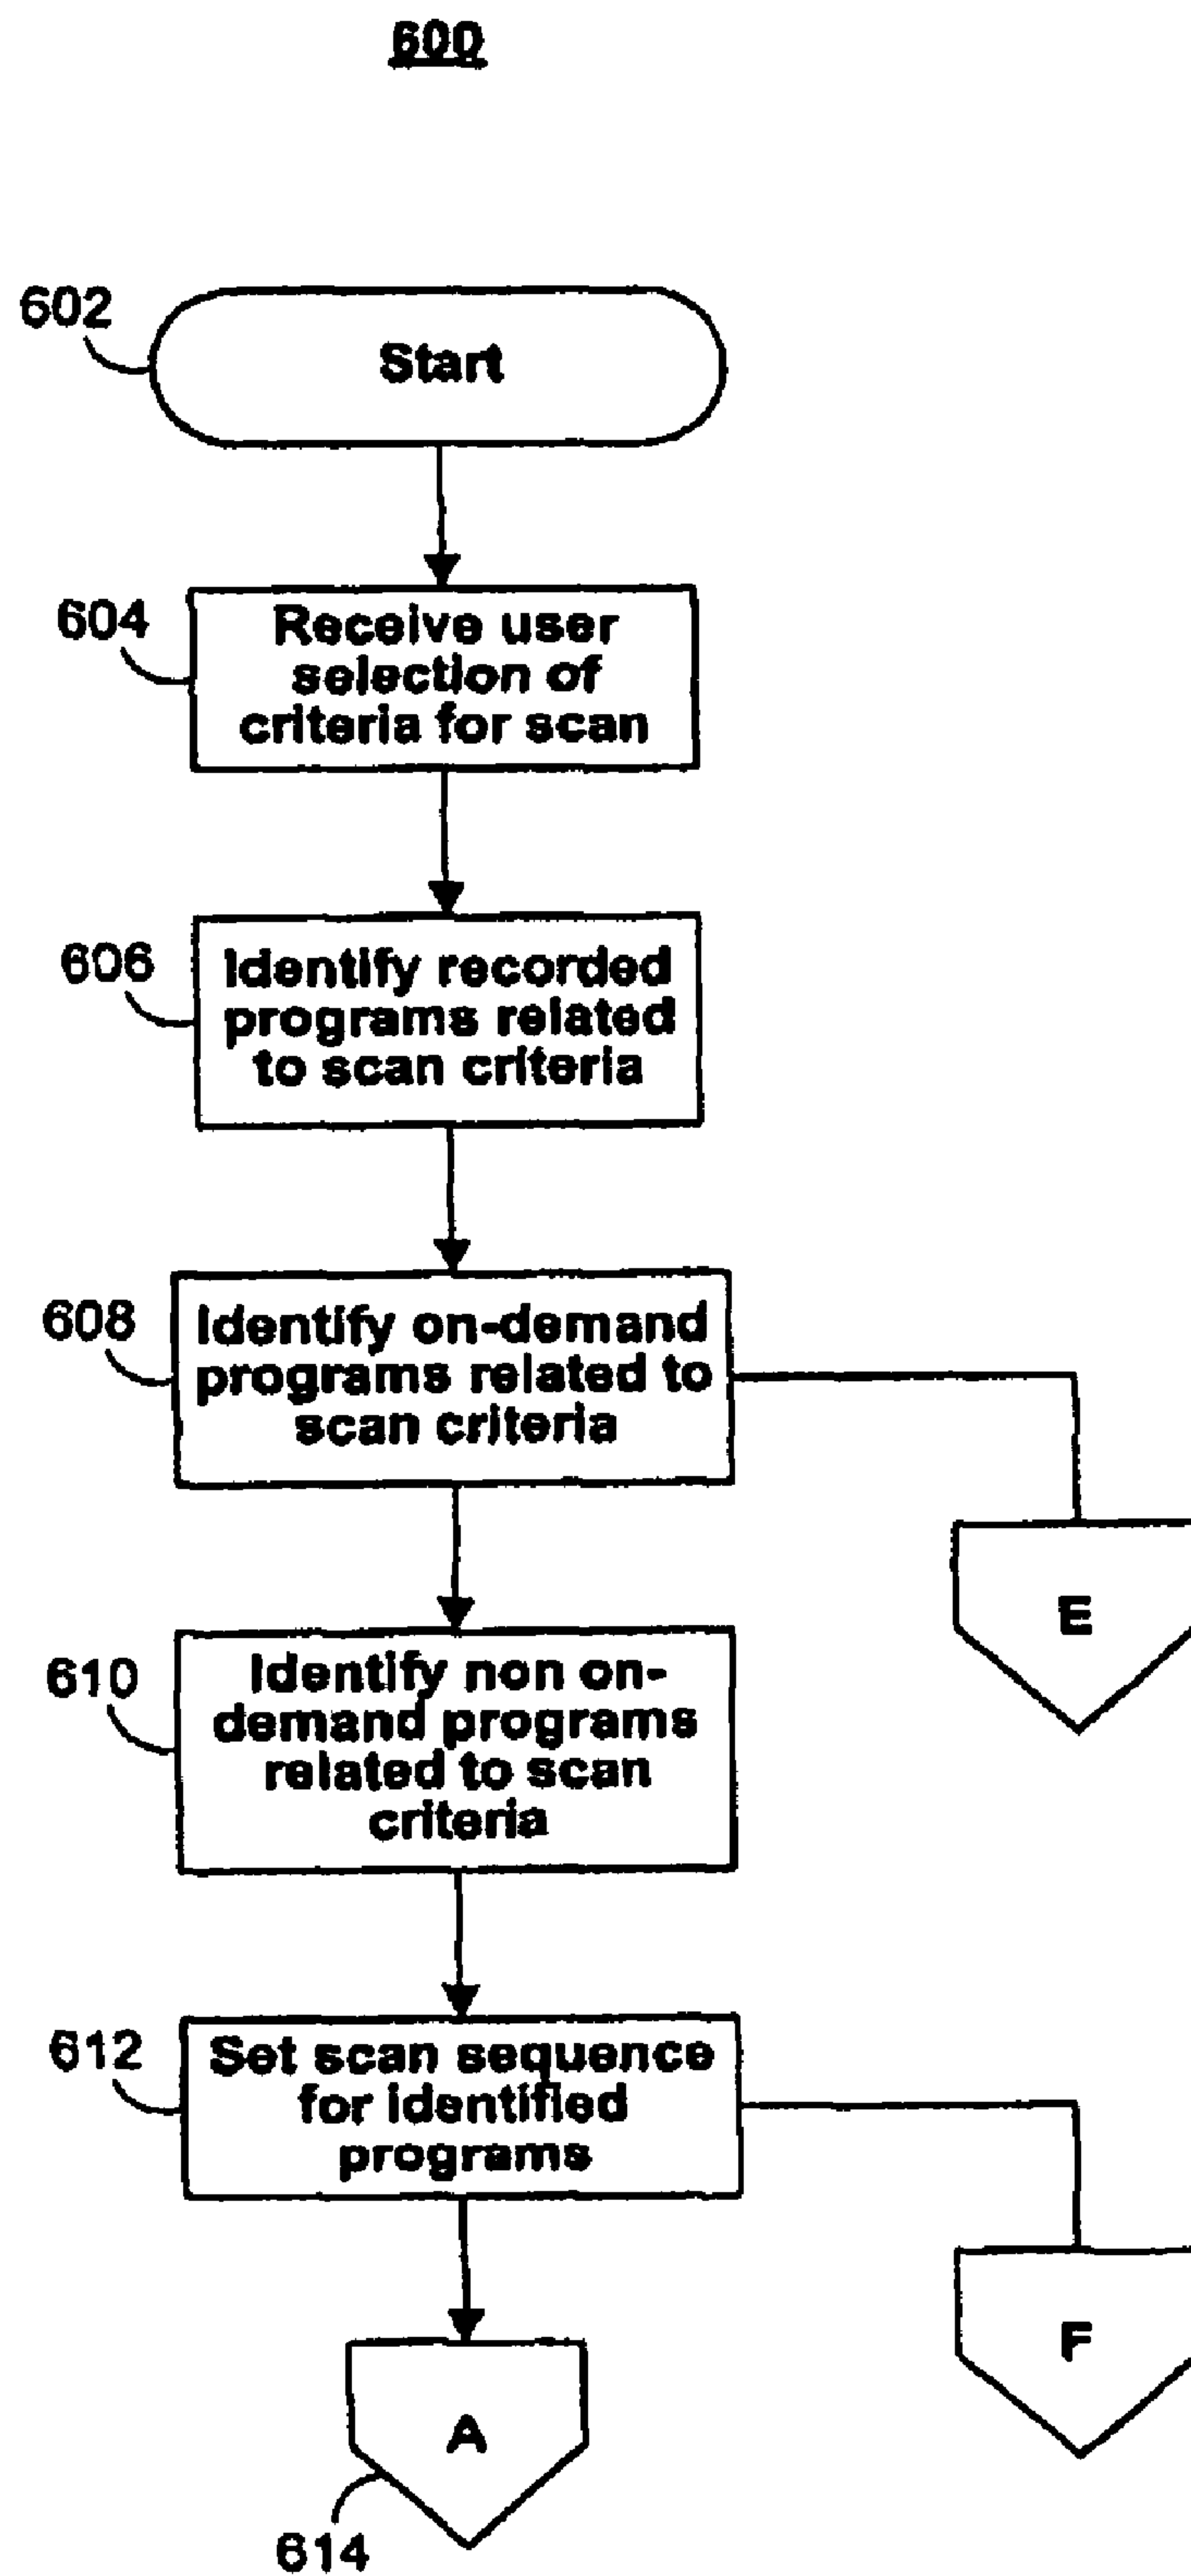 600
602
Start
604
Receive user
selection of
criteria for scan
606
Identify recorded
programs related
to scan criteria
608
Identify on-demand
programs related to
scan criteria
E
610
Identify non on-
demand programs
related to scan
criteria
612
Set scan sequence
for identified
programs
F
A
614